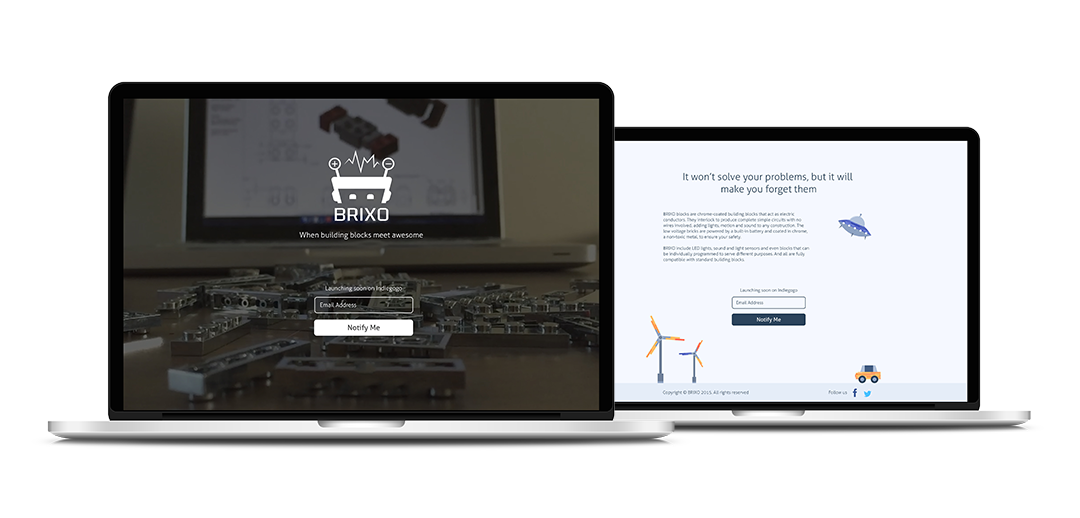 BRIXO
When building blocks meet awesome
Launching soon on Indiegogo
Email Address
Notify Me
It won't solve your problems, but it will
make you forget them
BRIXO blocks are chrome-coated building blocks that act as electric
conductors. They interlock to produce complete simple circuits with no
wires involved, adding lights, motion and sound to any construction. The
low voltage bricks are powered by a built-in battery and coated in chrome,
a non-toxic metal, to ensure your safety.
BRIXO include LED lights, sound and light sensors and even blocks that can
be individually programmed to serve different purposes. And all are fully
compatible with standard building blocks.
Launching soon on Indiegogo
Email Address
Notify Me
Copyright © BRIXO 2015, All rights reserved
Follow us